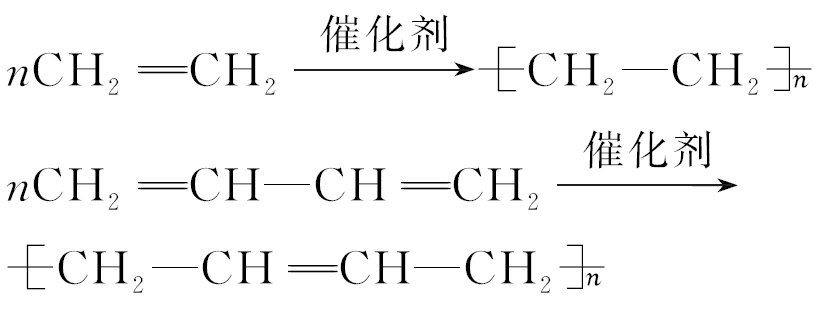 nCH₂═CH₂ 催化剂→ ⁅CH₂—CH₂⁆n
nCH₂═CH—CH═CH₂ 催化剂→
⁅CH₂—CH═CH—CH₂⁆n